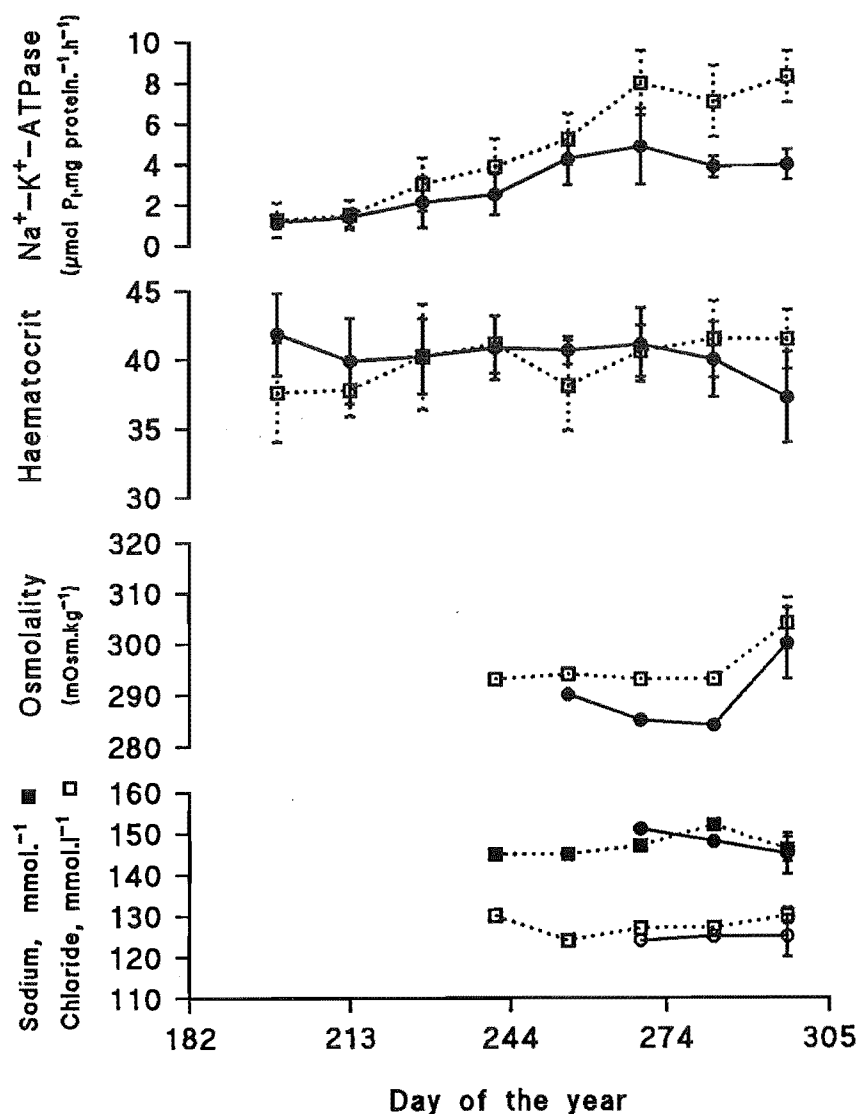 Na⁺–K⁺–ATPase
(μmol Pᵢ.mg protein.⁻¹.h⁻¹)
10
8
6
4
2
0
Haematocrit
45
40
35
30
Osmolality
(mOsm.kg⁻¹)
320
310
300
290
280
Sodium, mmol.⁻¹ ■
Chloride, mmol.l⁻¹ □
160
150
140
130
120
110
182 213 244 274 305
Day of the year